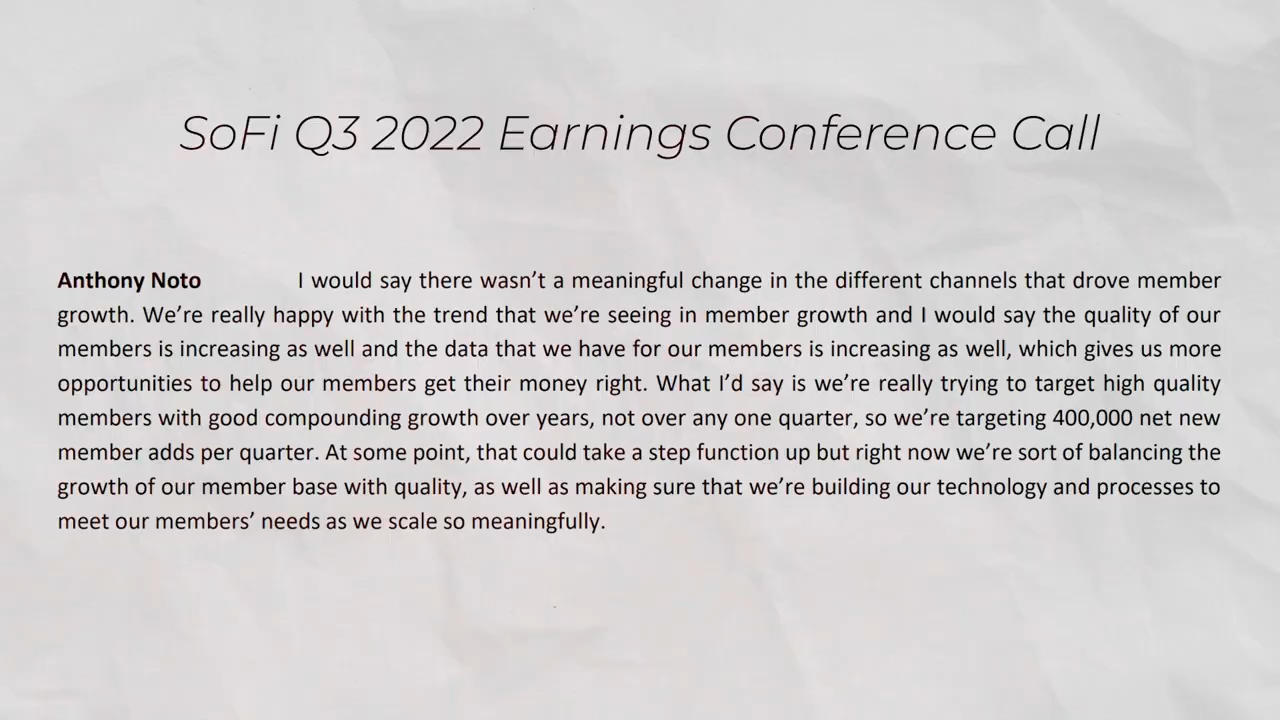 SoFi Q3 2022 Earnings Conference Call
Anthony Noto I would say there wasn’t a meaningful change in the different channels that drove member
growth. We’re really happy with the trend that we’re seeing in member growth and I would say the quality of our
members is increasing as well and the data that we have for our members is increasing as well, which gives us more
opportunities to help our members get their money right. What I’d say is we’re really trying to target high quality
members with good compounding growth over years, not over any one quarter, so we’re targeting 400,000 net new
member adds per quarter. At some point, that could take a step function up but right now we’re sort of balancing the
growth of our member base with quality, as well as making sure that we’re building our technology and processes to
meet our members’ needs as we scale so meaningfully.